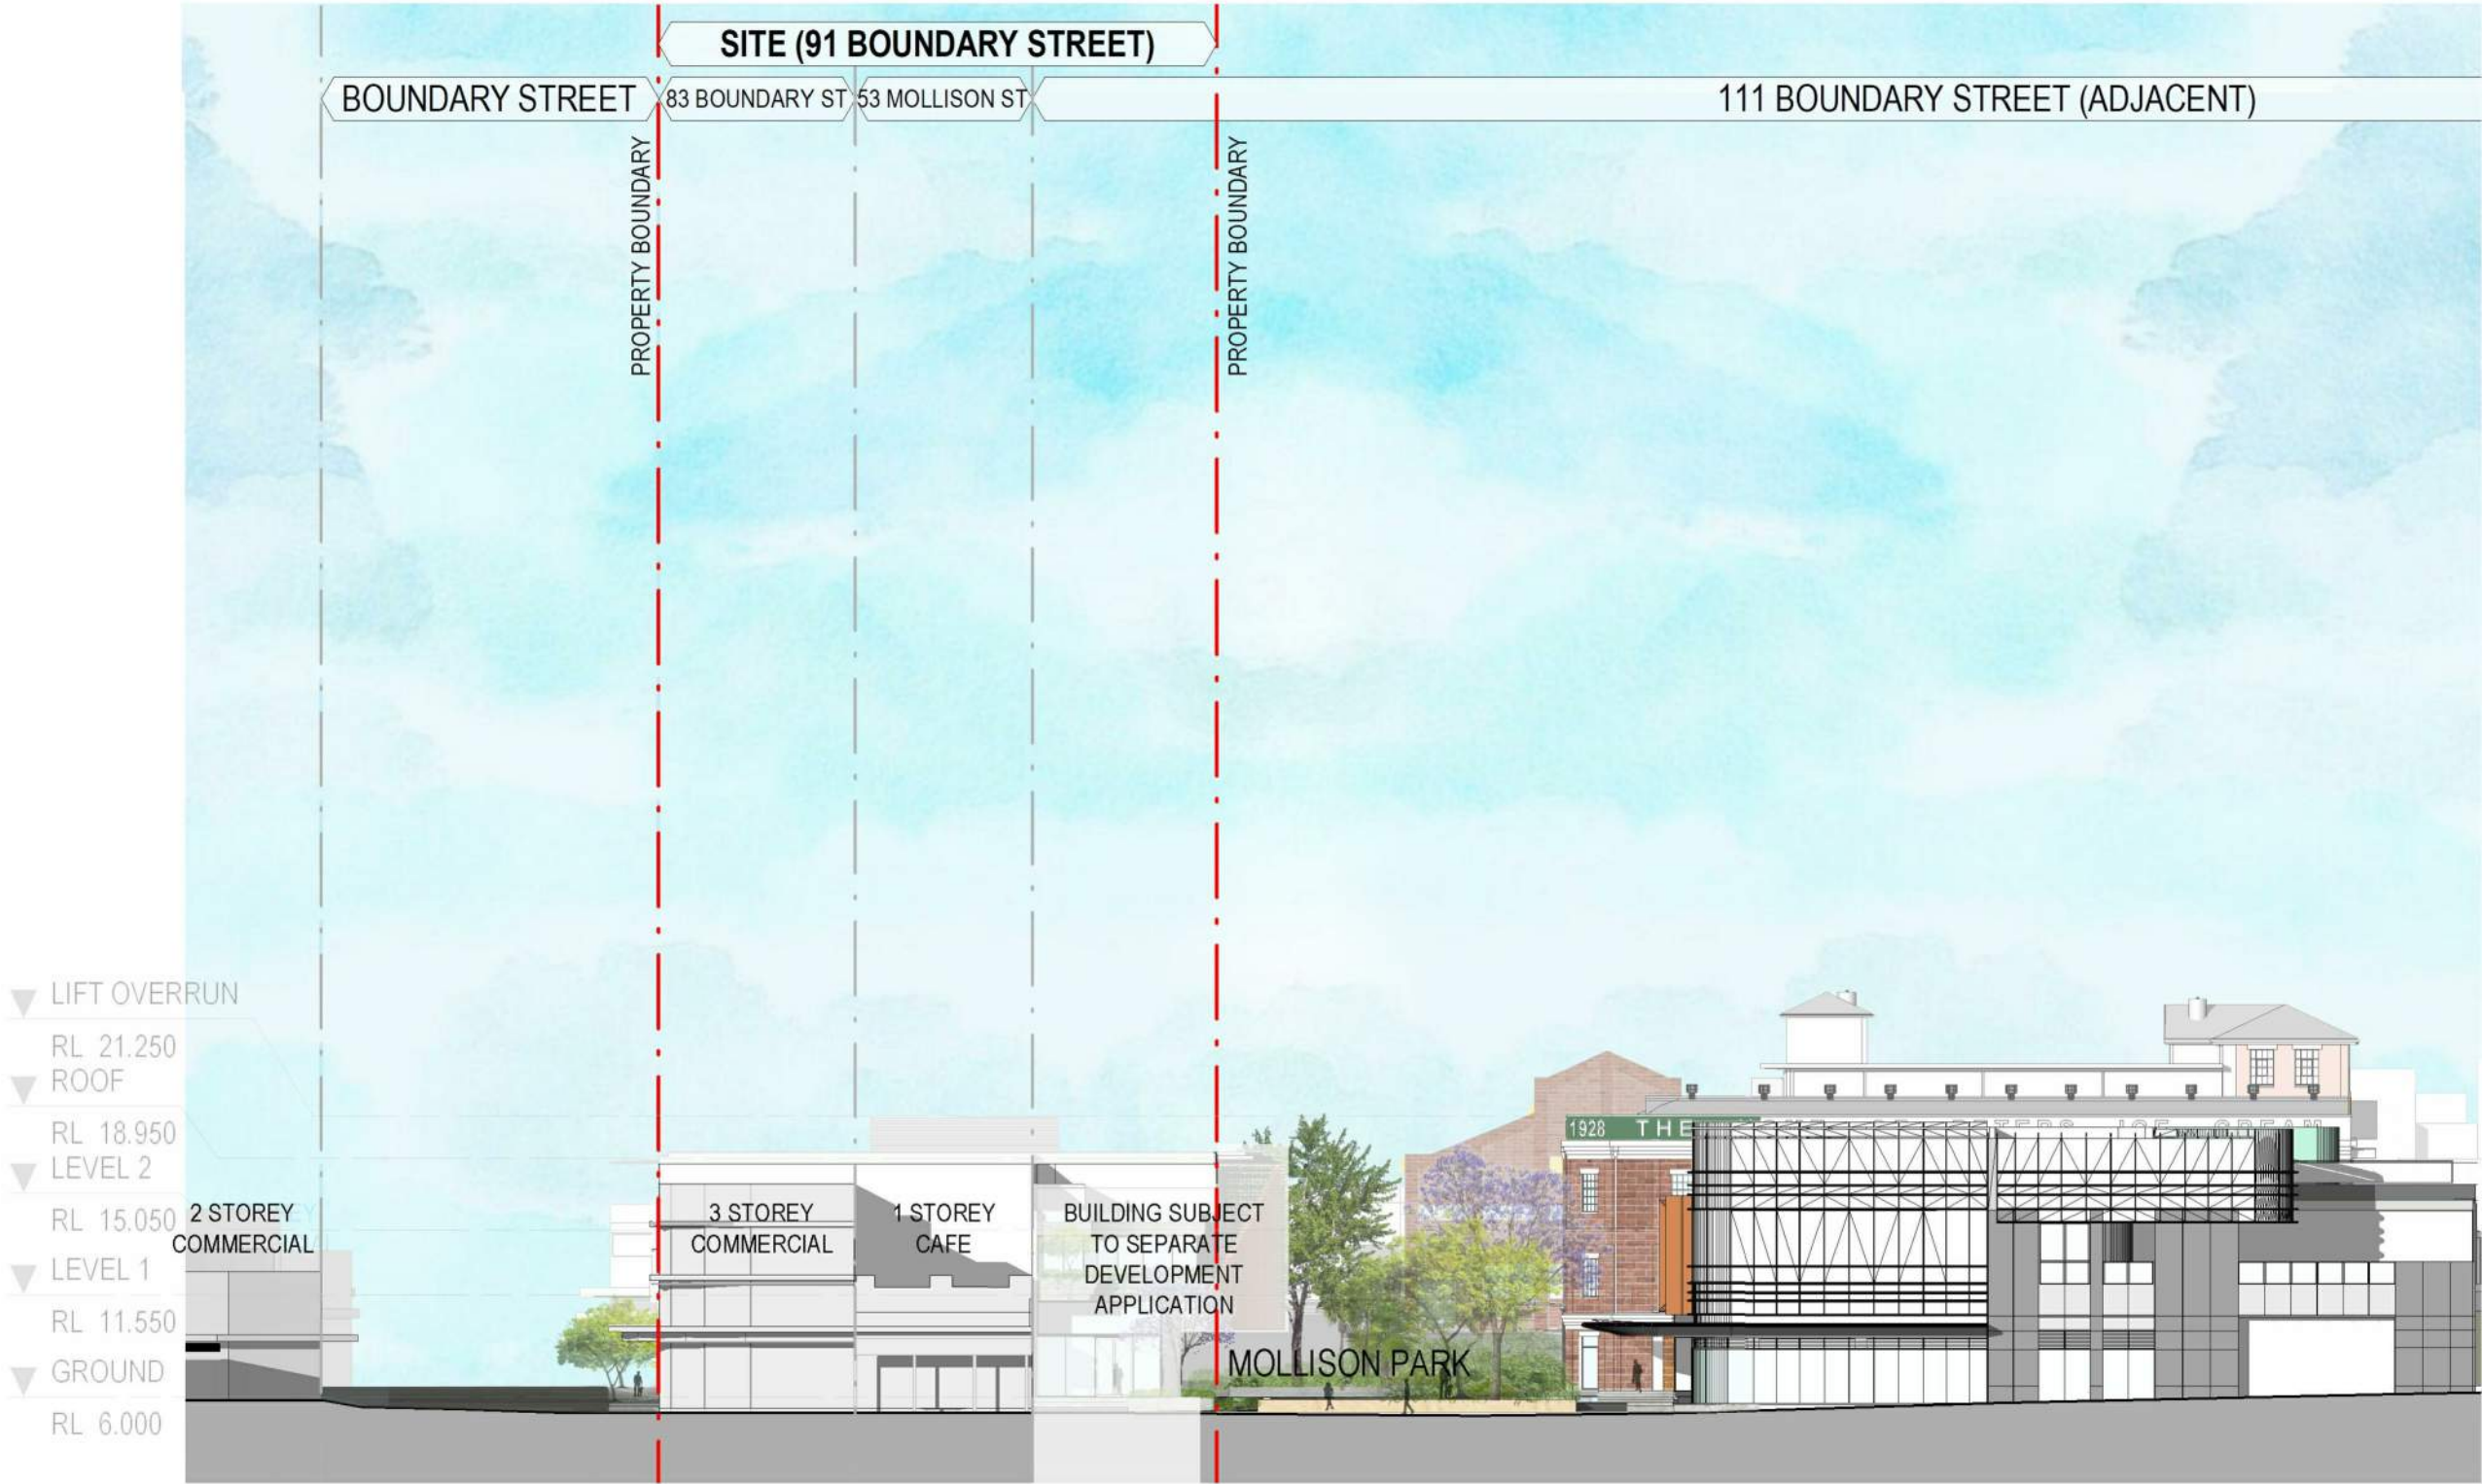 SITE (91 BOUNDARY STREET)
BOUNDARY STREET
83 BOUNDARY ST
53 MOLLISON ST
111 BOUNDARY STREET (ADJACENT)
PROPERTY BOUNDARY
PROPERTY BOUNDARY
LIFT OVERRUN
RL 21.250
ROOF
RL 18.950
LEVEL 2
RL 15.050
LEVEL 1
RL 11.550
GROUND
RL 6.000
2 STOREY
COMMERCIAL
3 STOREY
COMMERCIAL
1 STOREY
CAFE
BUILDING SUBJECT
TO SEPARATE
DEVELOPMENT
APPLICATION
MOLLISON PARK
1928 THE